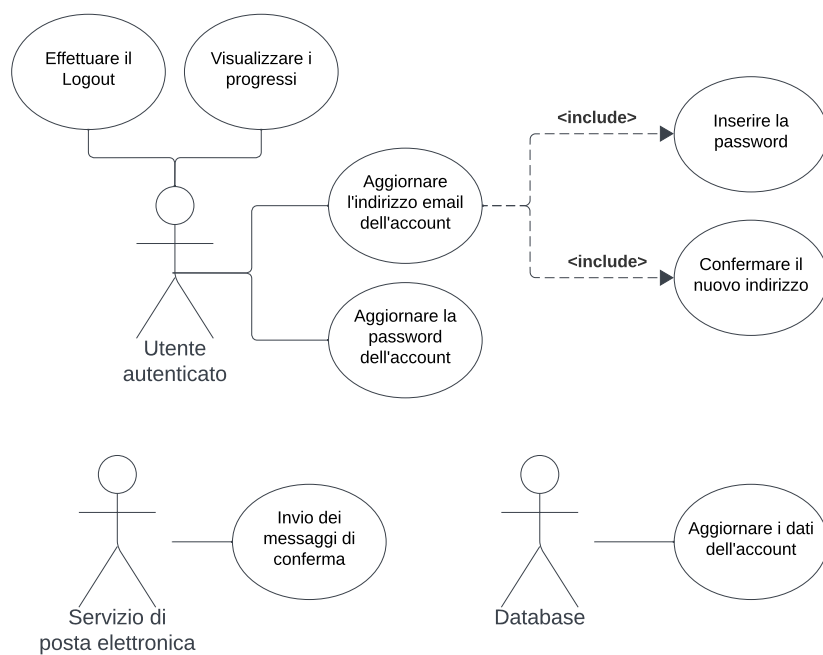 Effettuare il
Logout
Visualizzare i
progressi
<include>
Inserire la
password
Aggiornare
l'indirizzo email
dell'account
<include>
Confermare il
nuovo indirizzo
Aggiornare la
password
dell'account
Utente
autenticato
Invio dei
messaggi di
conferma
Aggiornare i dati
dell'account
Servizio di
posta elettronica
Database